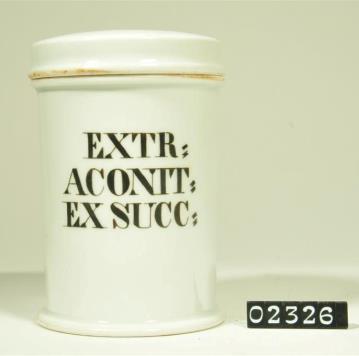 EXTR:
ACONIT:
EX SUCC:
02326